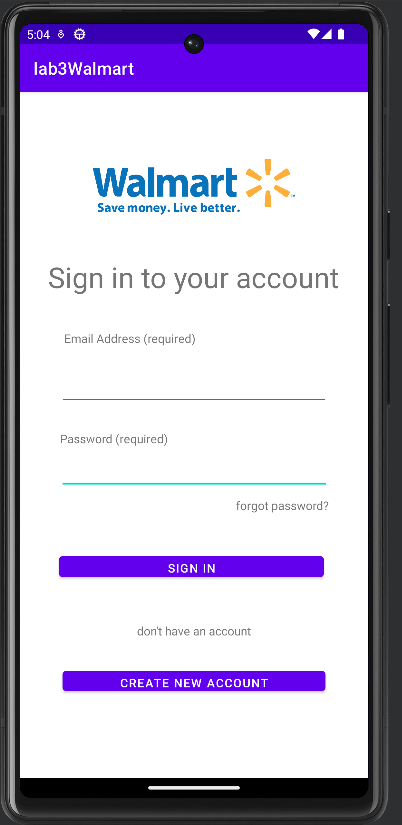 5:04
lab3Walmart
Walmart
Save money. Live better.
Sign in to your account
Email Address (required)
Password (required)
forgot password?
SIGN IN
don't have an account
CREATE NEW ACCOUNT